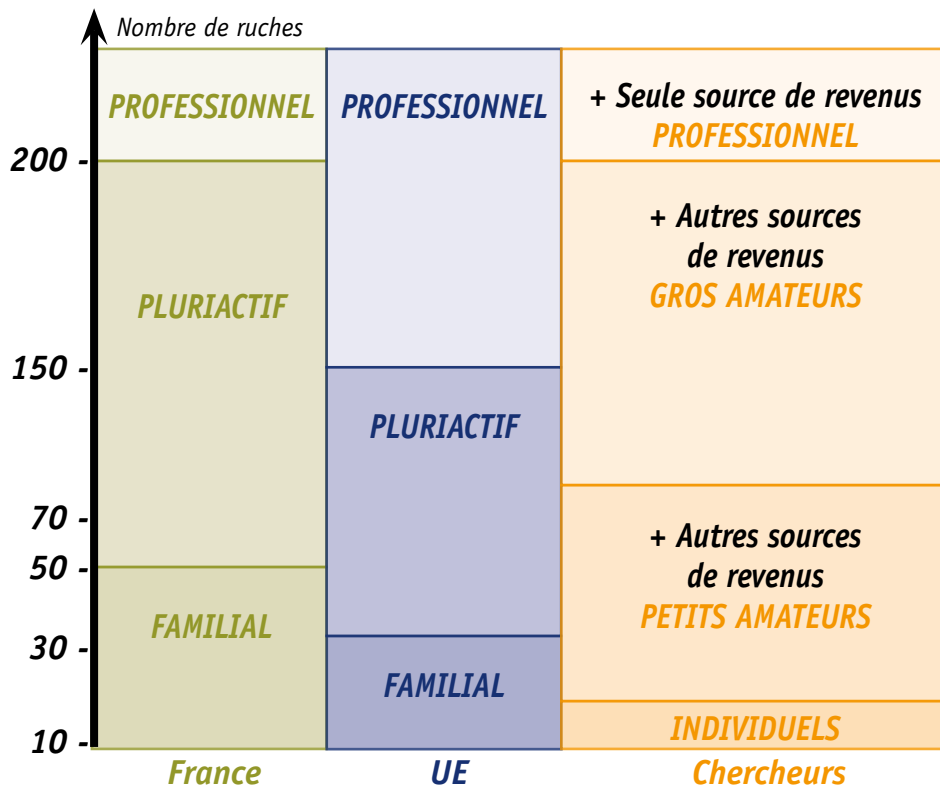 Nombre de ruches
PROFESSIONNEL
PROFESSIONNEL
+ Seule source de revenus
PROFESSIONNEL
200 -
+ Autres sources
de revenus
GROS AMATEURS
PLURIACTIF
150 -
PLURIACTIF
70 -
+ Autres sources
de revenus
PETITS AMATEURS
50 -
FAMILIAL
30 -
FAMILIAL
INDIVIDUELS
10 -
France
UE
Chercheurs